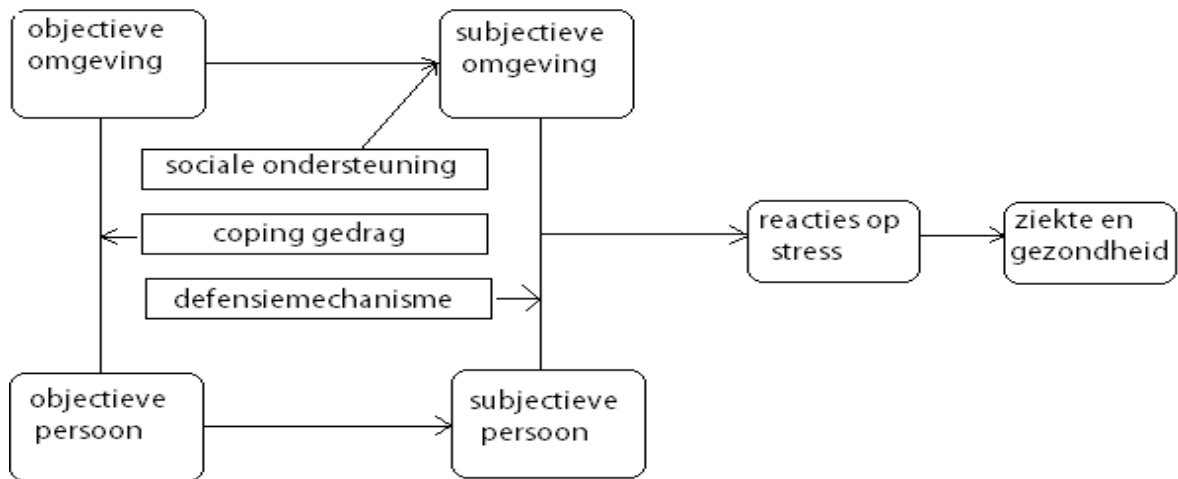 objectieve
omgeving
subjectieve
omgeving
sociale ondersteuning
coping gedrag
defensiemechanisme
reacties op
stress
ziekte en
gezondheid
objectieve
persoon
subjectieve
persoon